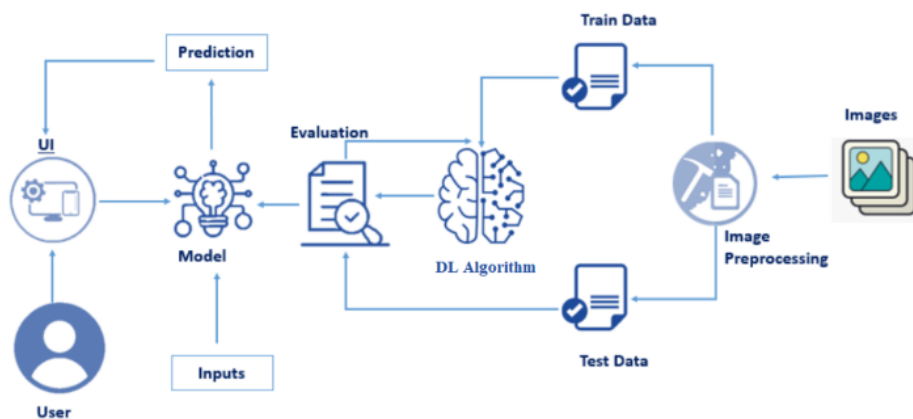 Train Data
Prediction
Images
Evaluation
UI
Model
DL Algorithm
Image
Preprocessing
Inputs
Test Data
User